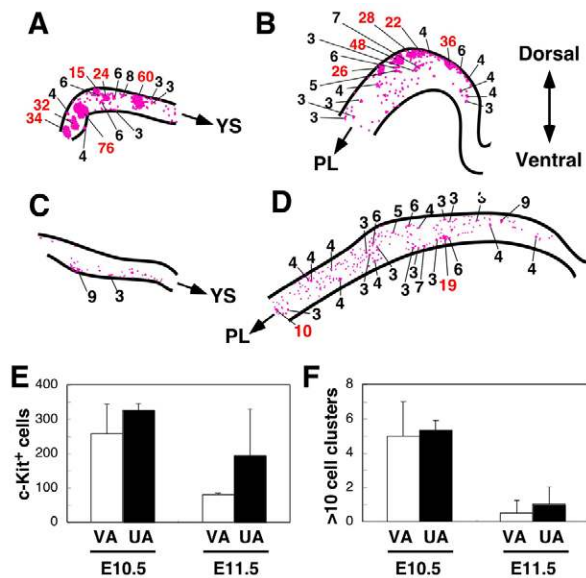 A
15 24 6 8 60 3 3
6
4
32
34
YS
4 76 6 3
B
28 22 4
7
3 48 36
3 6 6 4
26
5 4
4 4
3 4
3 3
3
PL
Dorsal
Ventral
C
9 3
YS
D
3 6 5 6 4 3 3 3 9
4 4 4
3 4 3 3 3 7 3 19 6 4 4
10
PL
E
c-Kit⁺ cells
400
300
200
100
0
VA UA VA UA
E10.5 E11.5
F
>10 cell clusters
8
6
4
2
0
VA UA VA UA
E10.5 E11.5